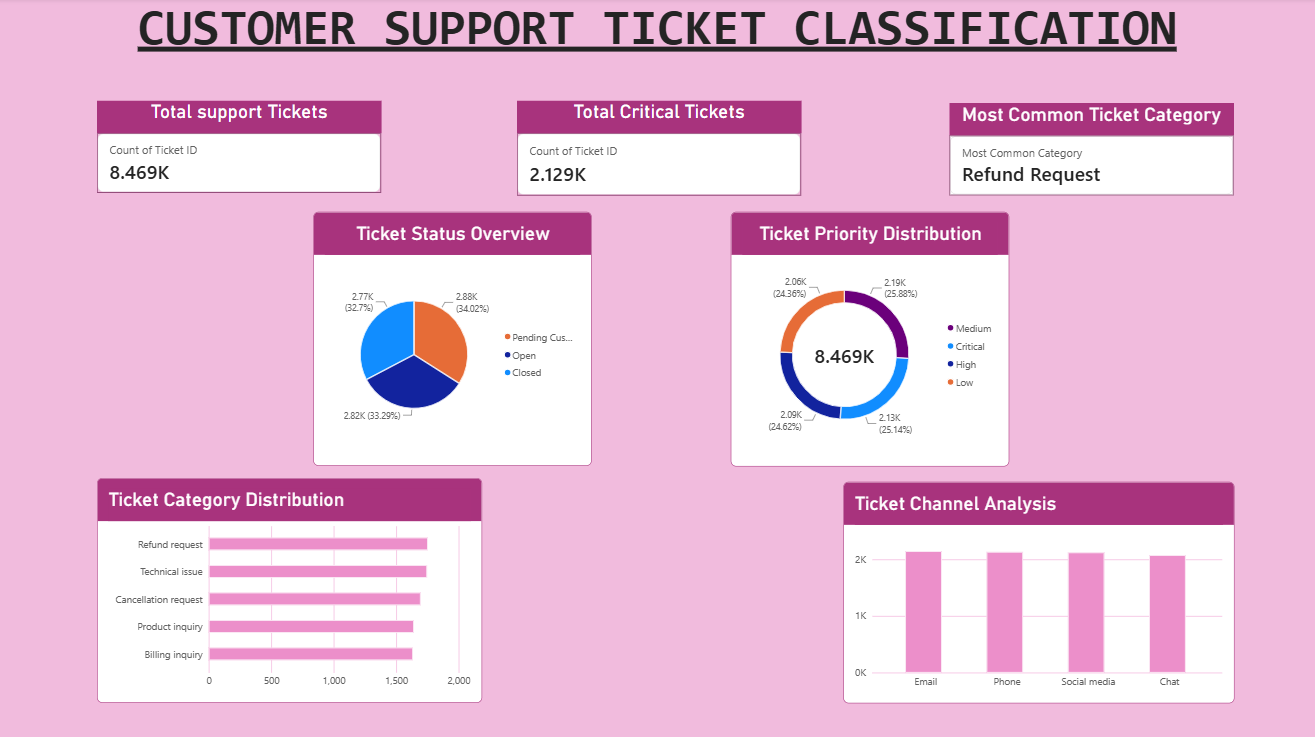 CUSTOMER SUPPORT TICKET CLASSIFICATION
Total support Tickets
Count of Ticket ID
8.469K
Total Critical Tickets
Count of Ticket ID
2.129K
Most Common Ticket Category
Most Common Category
Refund Request
Ticket Status Overview
2.77K
(32.7%)
2.88K
(34.02%)
2.82K (33.29%)
Pending Cus...
Open
Closed
Ticket Priority Distribution
2.06K
(24.36%)
2.19K
(25.88%)
8.469K
2.09K
(24.62%)
2.13K
(25.14%)
Medium
Critical
High
Low
Ticket Category Distribution
Refund request
Technical issue
Cancellation request
Product inquiry
Billing inquiry
0 500 1,000 1,500 2,000
Ticket Channel Analysis
2K
1K
0K
Email Phone Social media Chat